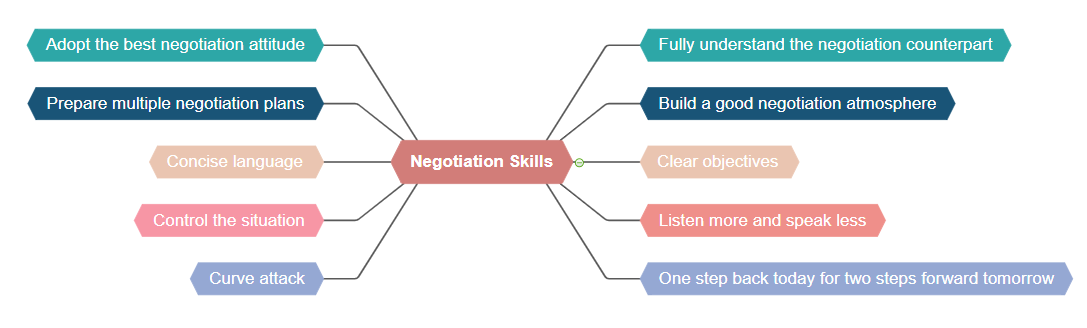 Adopt the best negotiation attitude
Prepare multiple negotiation plans
Concise language
Control the situation
Curve attack
Negotiation Skills
Fully understand the negotiation counterpart
Build a good negotiation atmosphere
Clear objectives
Listen more and speak less
One step back today for two steps forward tomorrow